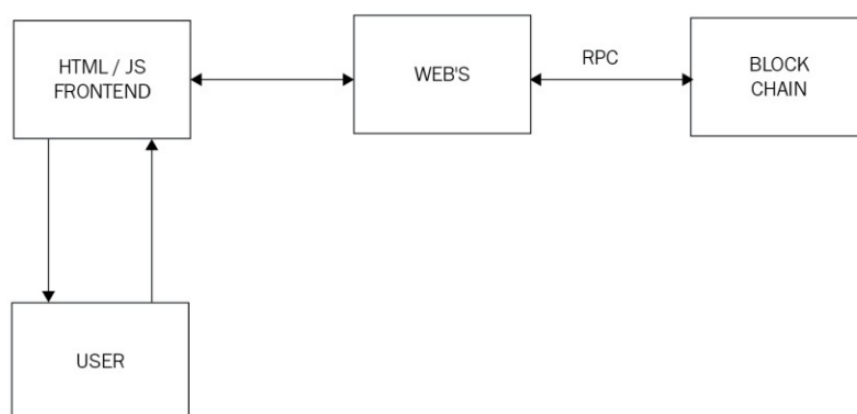 HTML / JS
FRONTEND
WEB'S
RPC
BLOCK
CHAIN
USER